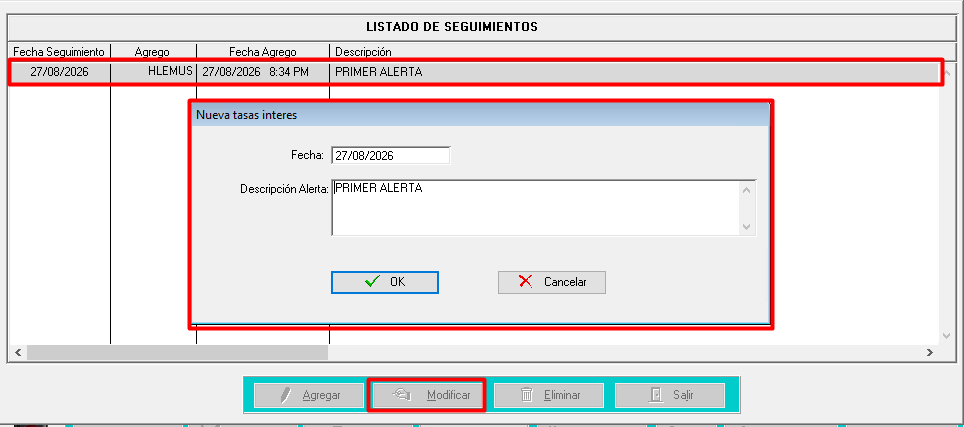 LISTADO DE SEGUIMIENTOS
Fecha Seguimiento Agrego Fecha Agrego Descripción
27/08/2026 HLEMUS 27/08/2026 8:34 PM PRIMER ALERTA
Nueva tasas interes
Fecha: 27/08/2026
Descripción Alerta: PRIMER ALERTA
OK Cancelar
Agregar Modificar Eliminar Salir